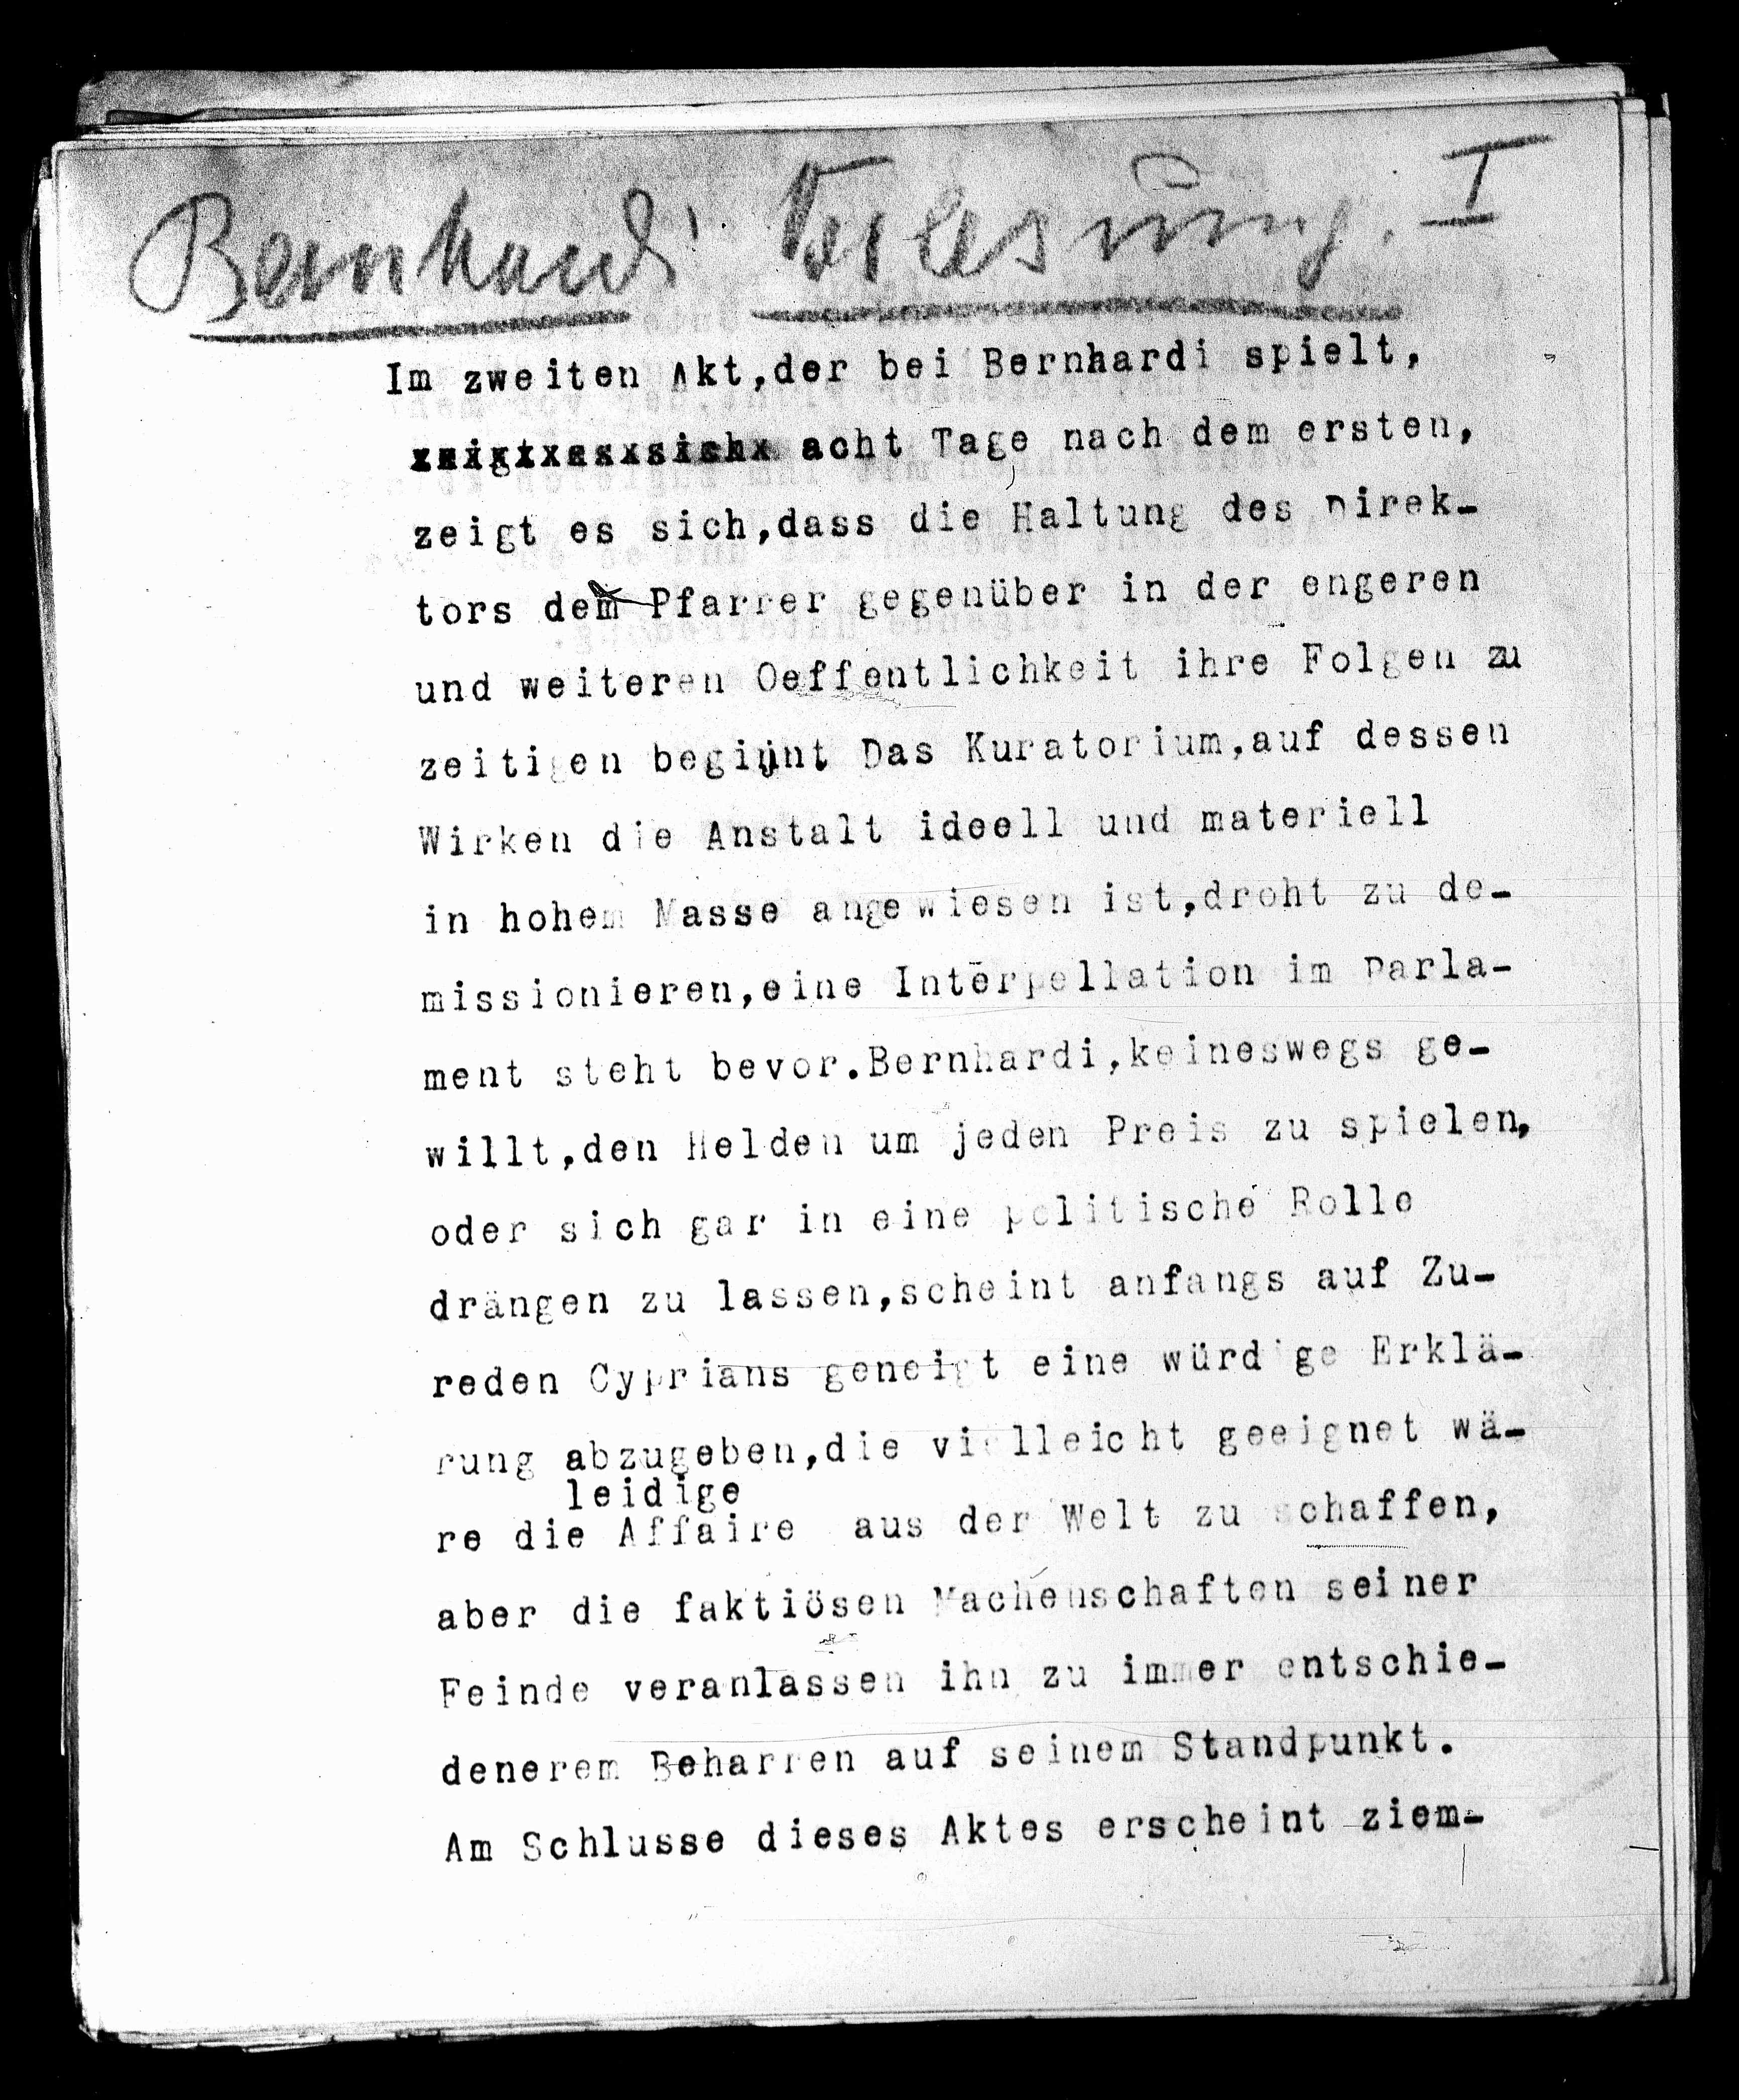 Bernhardi Vorlesung. I
Im zweiten Akt,der bei Bernhardi spielt,
zeigtxesxsichx acht Tage nach dem ersten,
zeigt es sich,dass die Haltung des Direk-
tors dem Pfarrer gegenüber in der engeren
und weiteren Oeffentlichkeit ihre Folgen zu
zeitigen beginnt Das Kuratorium,auf dessen
Wirken die Anstalt ideell und materiell
in hohem Masse angewiesen ist,droht zu de-
missionieren,eine Interpellation im Parla-
ment steht bevor.Bernhardi,keineswegs ge-
willt,den Helden um jeden Preis zu spielen,
oder sich gar in eine politische Rolle
drängen zu lassen,scheint anfangs auf Zu-
reden Cyprians geneigt eine würdige Erklä-
rung abzugeben,die vielleicht geeignet wä-
leidige
re die Affaire aus der Welt zu schaffen,
aber die faktiösen Machenschaften seiner
Feinde veranlassen ihn zu immer entschie-
denerem Beharren auf seinem Standpunkt.
Am Schlusse dieses Aktes erscheint ziem-